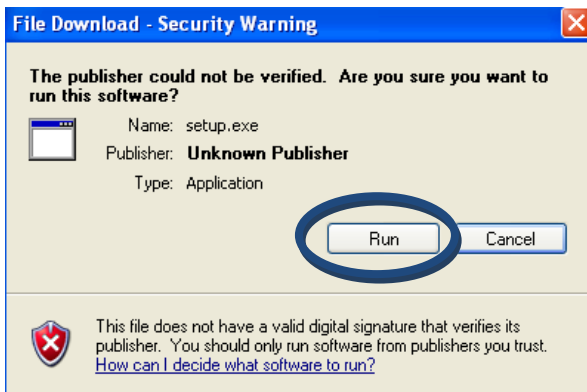 File Download - Security Warning
The publisher could not be verified.  Are you sure you want to
run this software?
Name: setup.exe
Publisher: Unknown Publisher
Type: Application
Run
Cancel
This file does not have a valid digital signature that verifies its
publisher.  You should only run software from publishers you trust.
How can I decide what software to run?